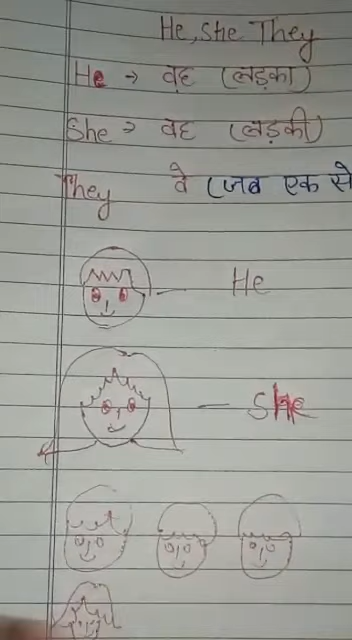 He, She They
He → वह (लड़का)
She → वह (लड़की)
They वे (जब एक से
He
She